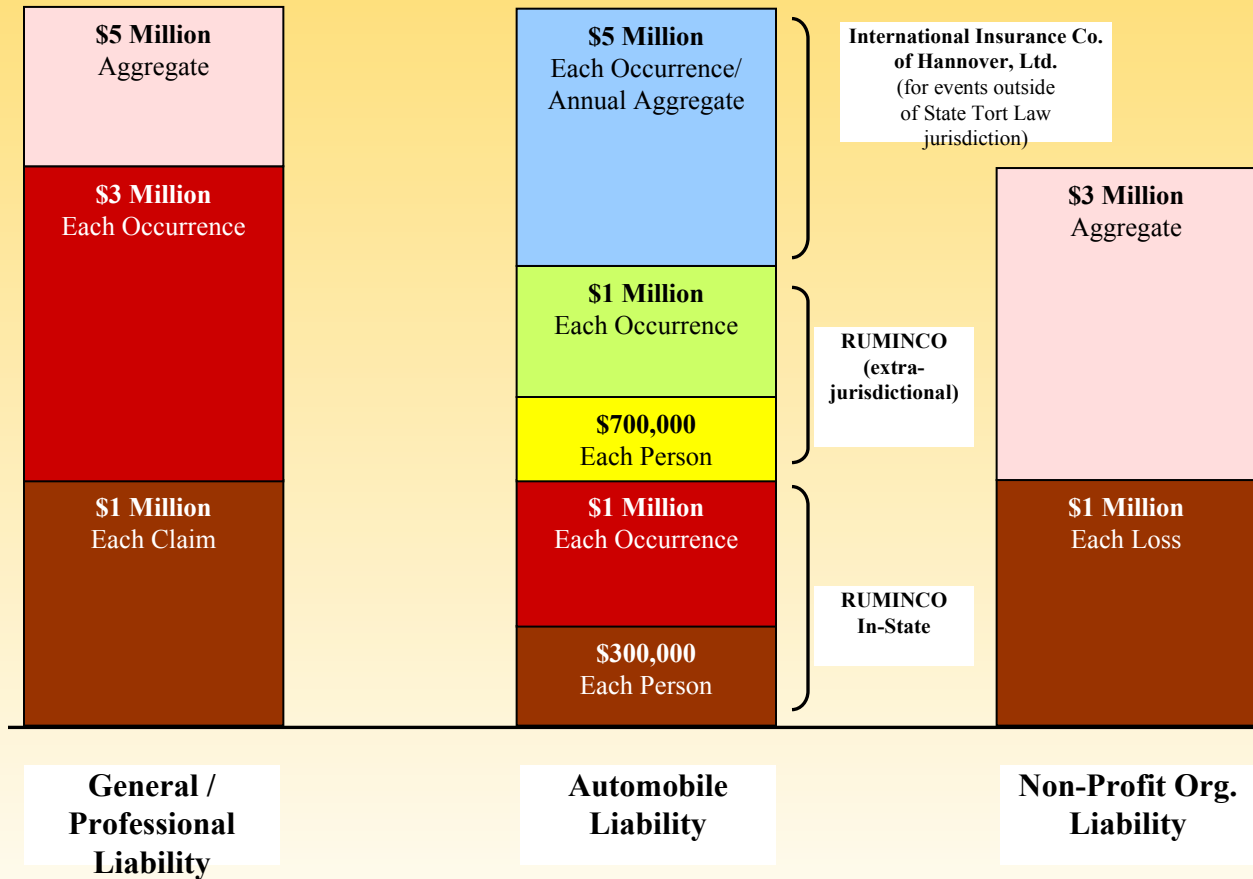 $5 Million
Aggregate
$3 Million
Each Occurrence
$1 Million
Each Claim
$5 Million
Each Occurrence/
Annual Aggregate
$1 Million
Each Occurrence
$700,000
Each Person
$1 Million
Each Occurrence
$300,000
Each Person
International Insurance Co.
of Hannover, Ltd.
(for events outside
of State Tort Law
jurisdiction)
RUMINCO
(extra-
jurisdictional)
RUMINCO
In-State
$3 Million
Aggregate
$1 Million
Each Loss
General /
Professional
Liability
Automobile
Liability
Non-Profit Org.
Liability